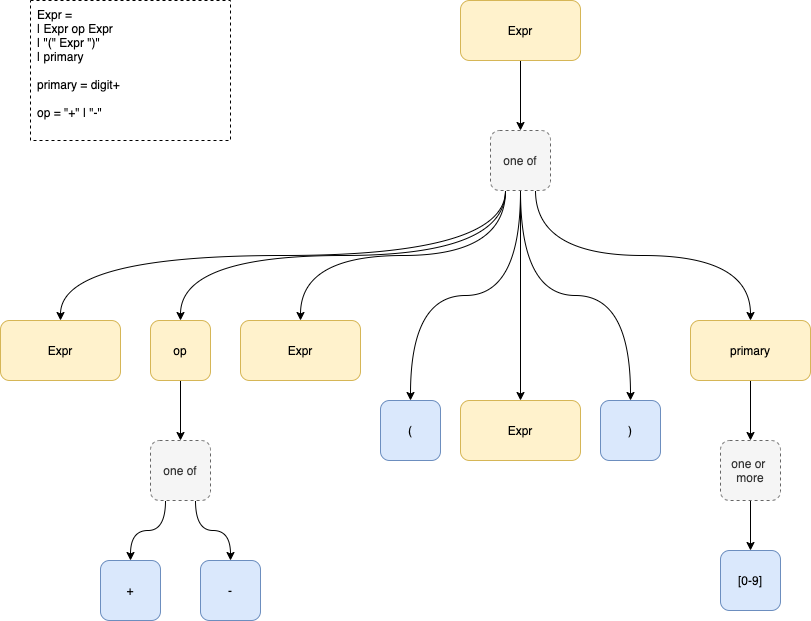 Expr =
| Expr op Expr
| "(" Expr ")"
| primary
primary = digit+
op = "+" | "-"
Expr
one of
Expr
op
Expr
primary
(
Expr
)
one of
one or
more
+
-
[0-9]